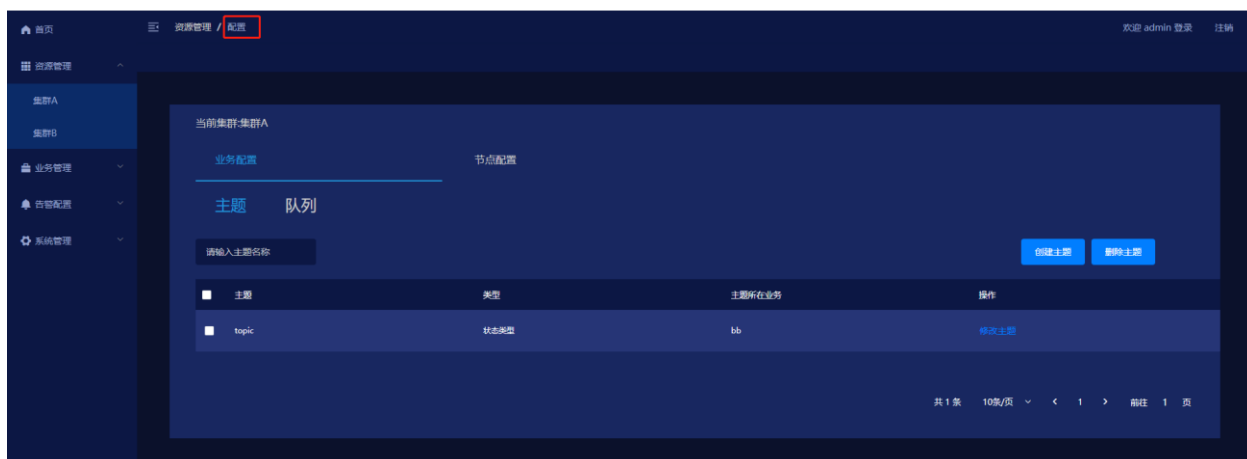 首页
资源管理 / 配置
欢迎 admin 登录 注销
资源管理
集群A
集群B
业务管理
告警配置
系统管理
当前集群:集群A
业务配置 节点配置
主题 队列
请输入主题名称
创建主题 删除主题
主题 类型 主题所在业务 操作
topic 状态类型 bb 修改主题
共 1 条 10条/页 1 前往 1 页